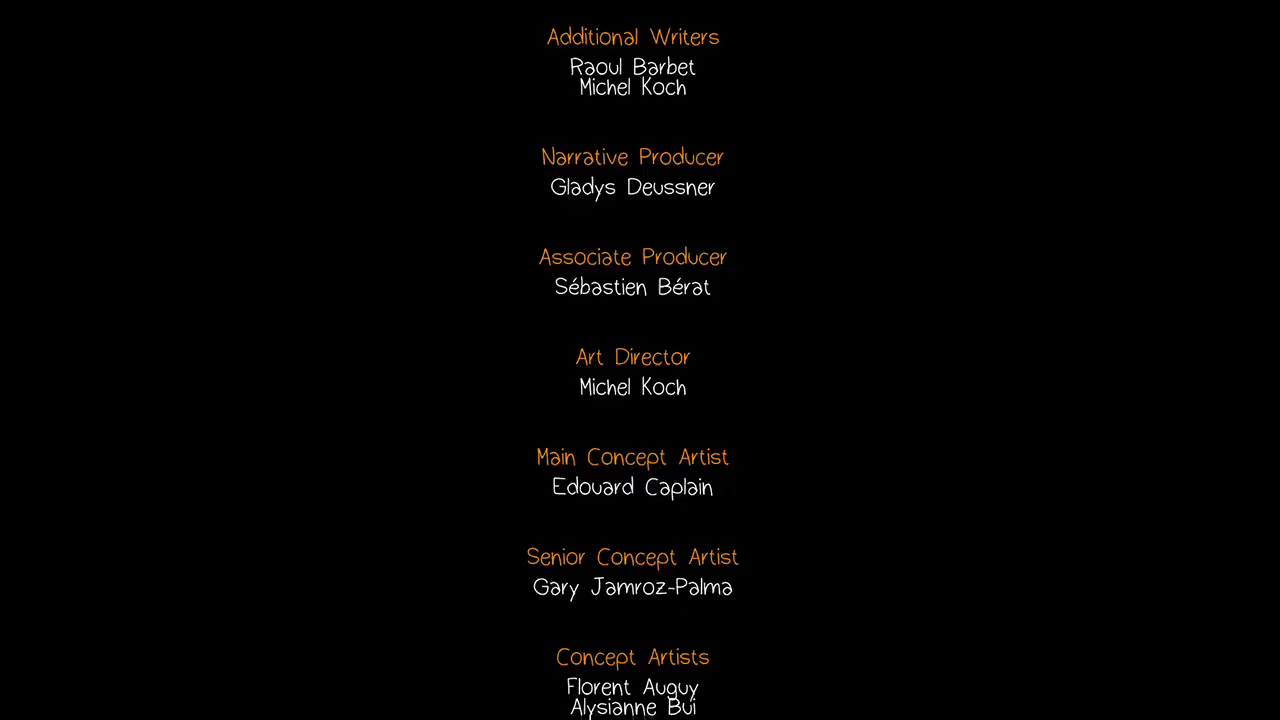 Additional Writers
Raoul Barbet
Michel Koch
Narrative Producer
Gladys Deussner
Associate Producer
Sébastien Bérat
Art Director
Michel Koch
Main Concept Artist
Edouard Caplain
Senior Concept Artist
Gary Jamroz-Palma
Concept Artists
Florent Auguy
Alysianne Bui